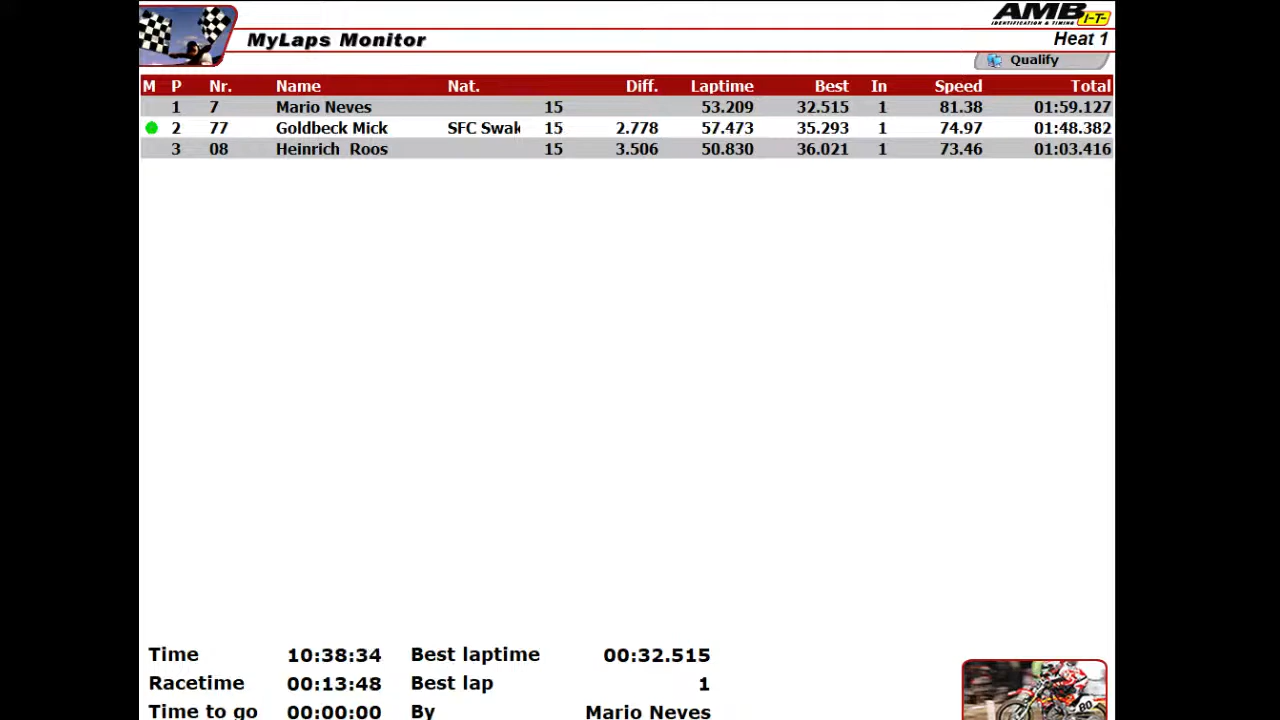 AMB i-T-
IDENTIFICATION & TIMING
MyLaps Monitor
Heat 1
Qualify
M P Nr. Name Nat. Diff. Laptime Best In Speed Total
1 7 Mario Neves 15 53.209 32.515 1 81.38 01:59.127
2 77 Goldbeck Mick SFC Swak 15 2.778 57.473 35.293 1 74.97 01:48.382
3 08 Heinrich Roos 15 3.506 50.830 36.021 1 73.46 01:03.416
Time 10:38:34 Best laptime 00:32.515
Racetime 00:13:48 Best lap 1
Time to go 00:00:00 By Mario Neves
80